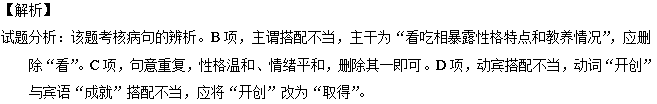 【解析】
试题分析：该题考核病句的辨析。B 项，主谓搭配不当，主干为“看吃相暴露性格特点和教养情况”，应删
除“看”。C 项，句意重复，性格温和、情绪平和，删除其一即可。D 项，动宾搭配不当，动词“开创”
与宾语“成就”搭配不当，应将“开创”改为“取得”。